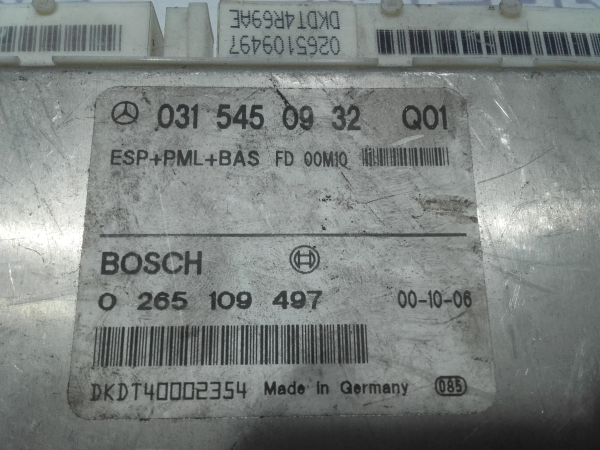 0265109497
DKDT4R69AE
031 545 09 32 Q01
ESP+PML+BAS FD 00M10
BOSCH
0 265 109 497 00-10-06
DKDT40002354 Made in Germany 085